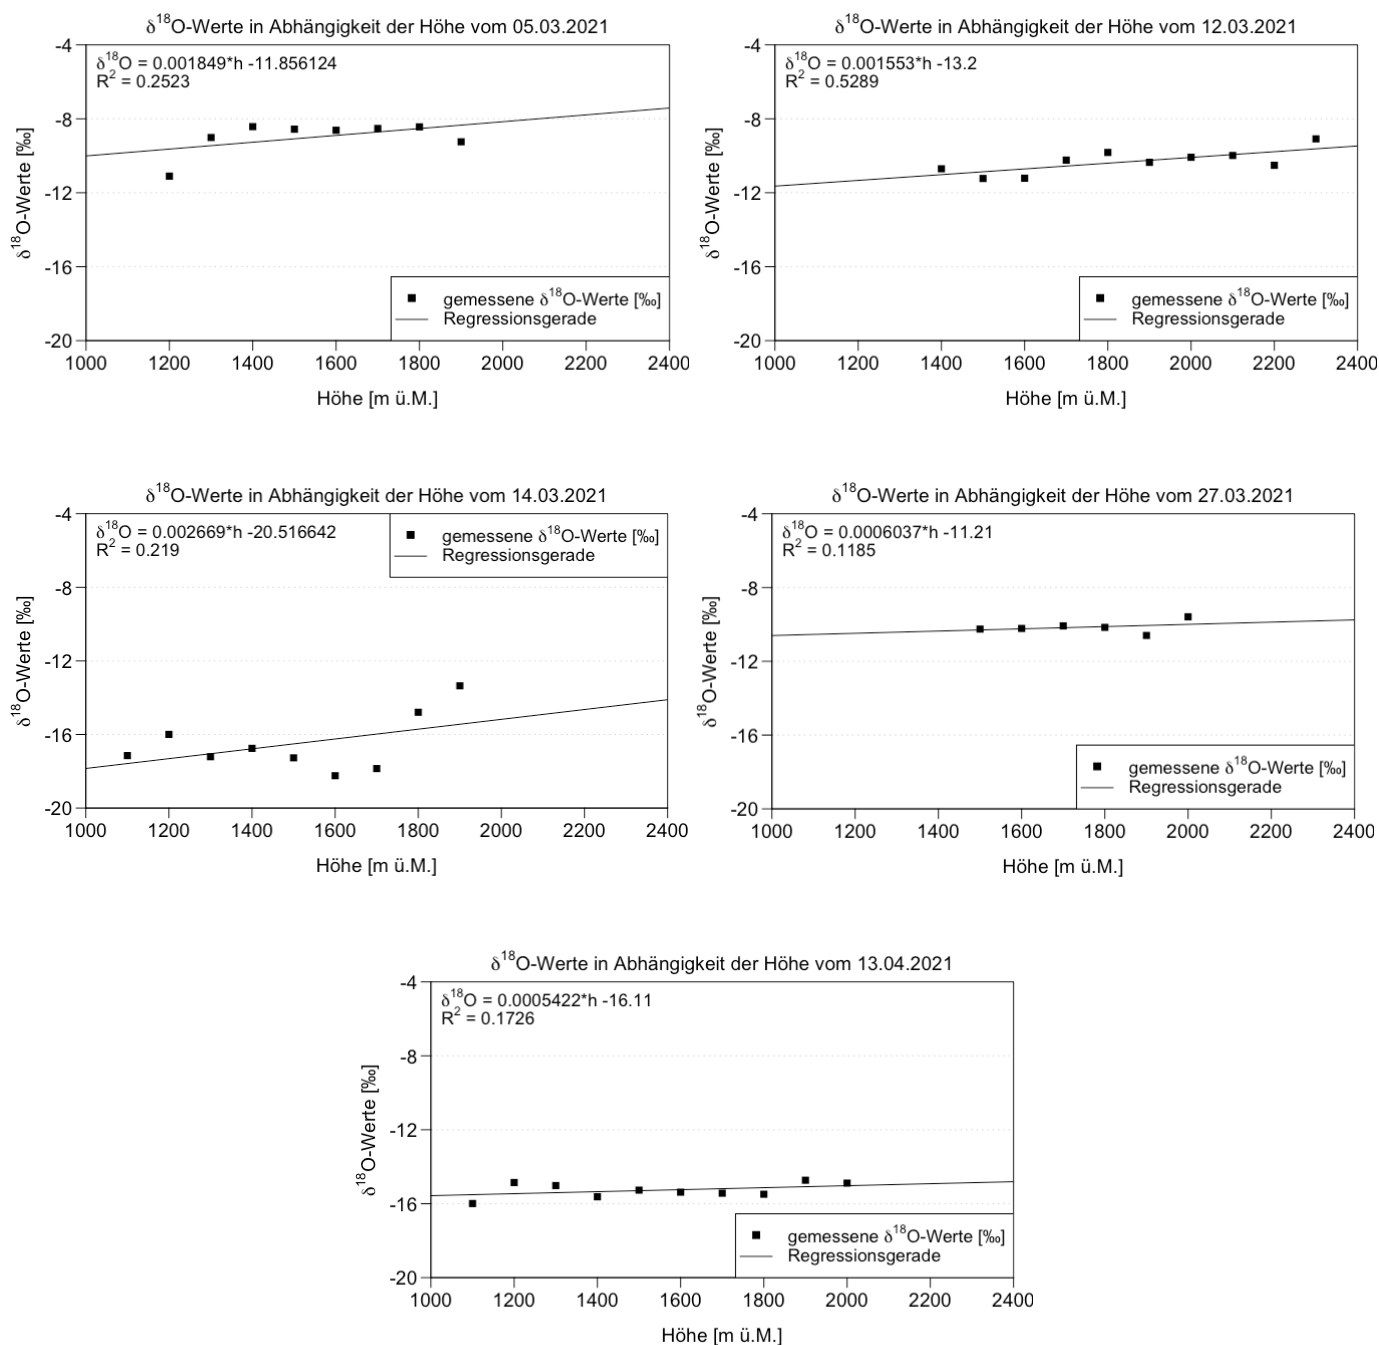 δ18O-Werte in Abhängigkeit der Höhe vom 05.03.2021
δ18O = 0.001849*h -11.856124
R2 = 0.2523
-4
-8
-12
-16
-20
δ18O-Werte [‰]
gemessene δ18O-Werte [‰]
Regressionsgerade
1000 1200 1400 1600 1800 2000 2200 2400
Höhe [m ü.M.]
δ18O-Werte in Abhängigkeit der Höhe vom 12.03.2021
δ18O = 0.001553*h -13.2
R2 = 0.5289
-4
-8
-12
-16
-20
δ18O-Werte [‰]
gemessene δ18O-Werte [‰]
Regressionsgerade
1000 1200 1400 1600 1800 2000 2200 2400
Höhe [m ü.M.]
δ18O-Werte in Abhängigkeit der Höhe vom 14.03.2021
δ18O = 0.002669*h -20.516642
R2 = 0.219
gemessene δ18O-Werte [‰]
Regressionsgerade
-4
-8
-12
-16
-20
δ18O-Werte [‰]
1000 1200 1400 1600 1800 2000 2200 2400
Höhe [m ü.M.]
δ18O-Werte in Abhängigkeit der Höhe vom 27.03.2021
δ18O = 0.0006037*h -11.21
R2 = 0.1185
-4
-8
-12
-16
-20
δ18O-Werte [‰]
gemessene δ18O-Werte [‰]
Regressionsgerade
1000 1200 1400 1600 1800 2000 2200 2400
Höhe [m ü.M.]
δ18O-Werte in Abhängigkeit der Höhe vom 13.04.2021
δ18O = 0.0005422*h -16.11
R2 = 0.1726
-4
-8
-12
-16
-20
δ18O-Werte [‰]
gemessene δ18O-Werte [‰]
Regressionsgerade
1000 1200 1400 1600 1800 2000 2200 2400
Höhe [m ü.M.]